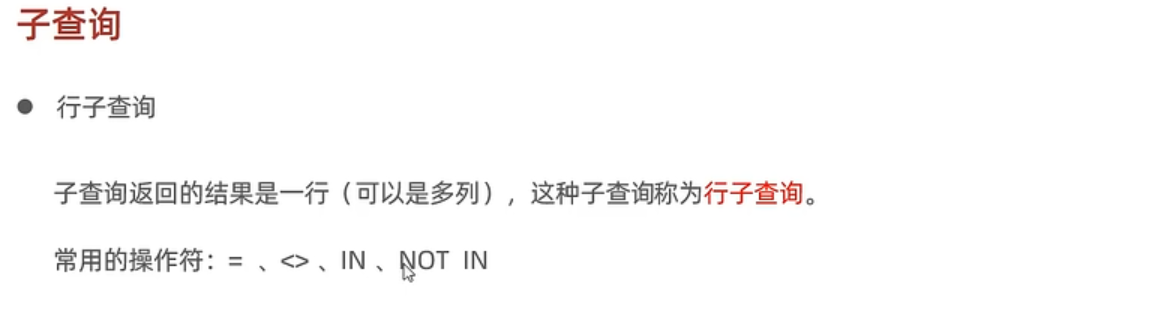 子查询
● 行子查询
子查询返回的结果是一行（可以是多列），这种子查询称为行子查询。
常用的操作符：= 、<> 、IN 、NOT IN